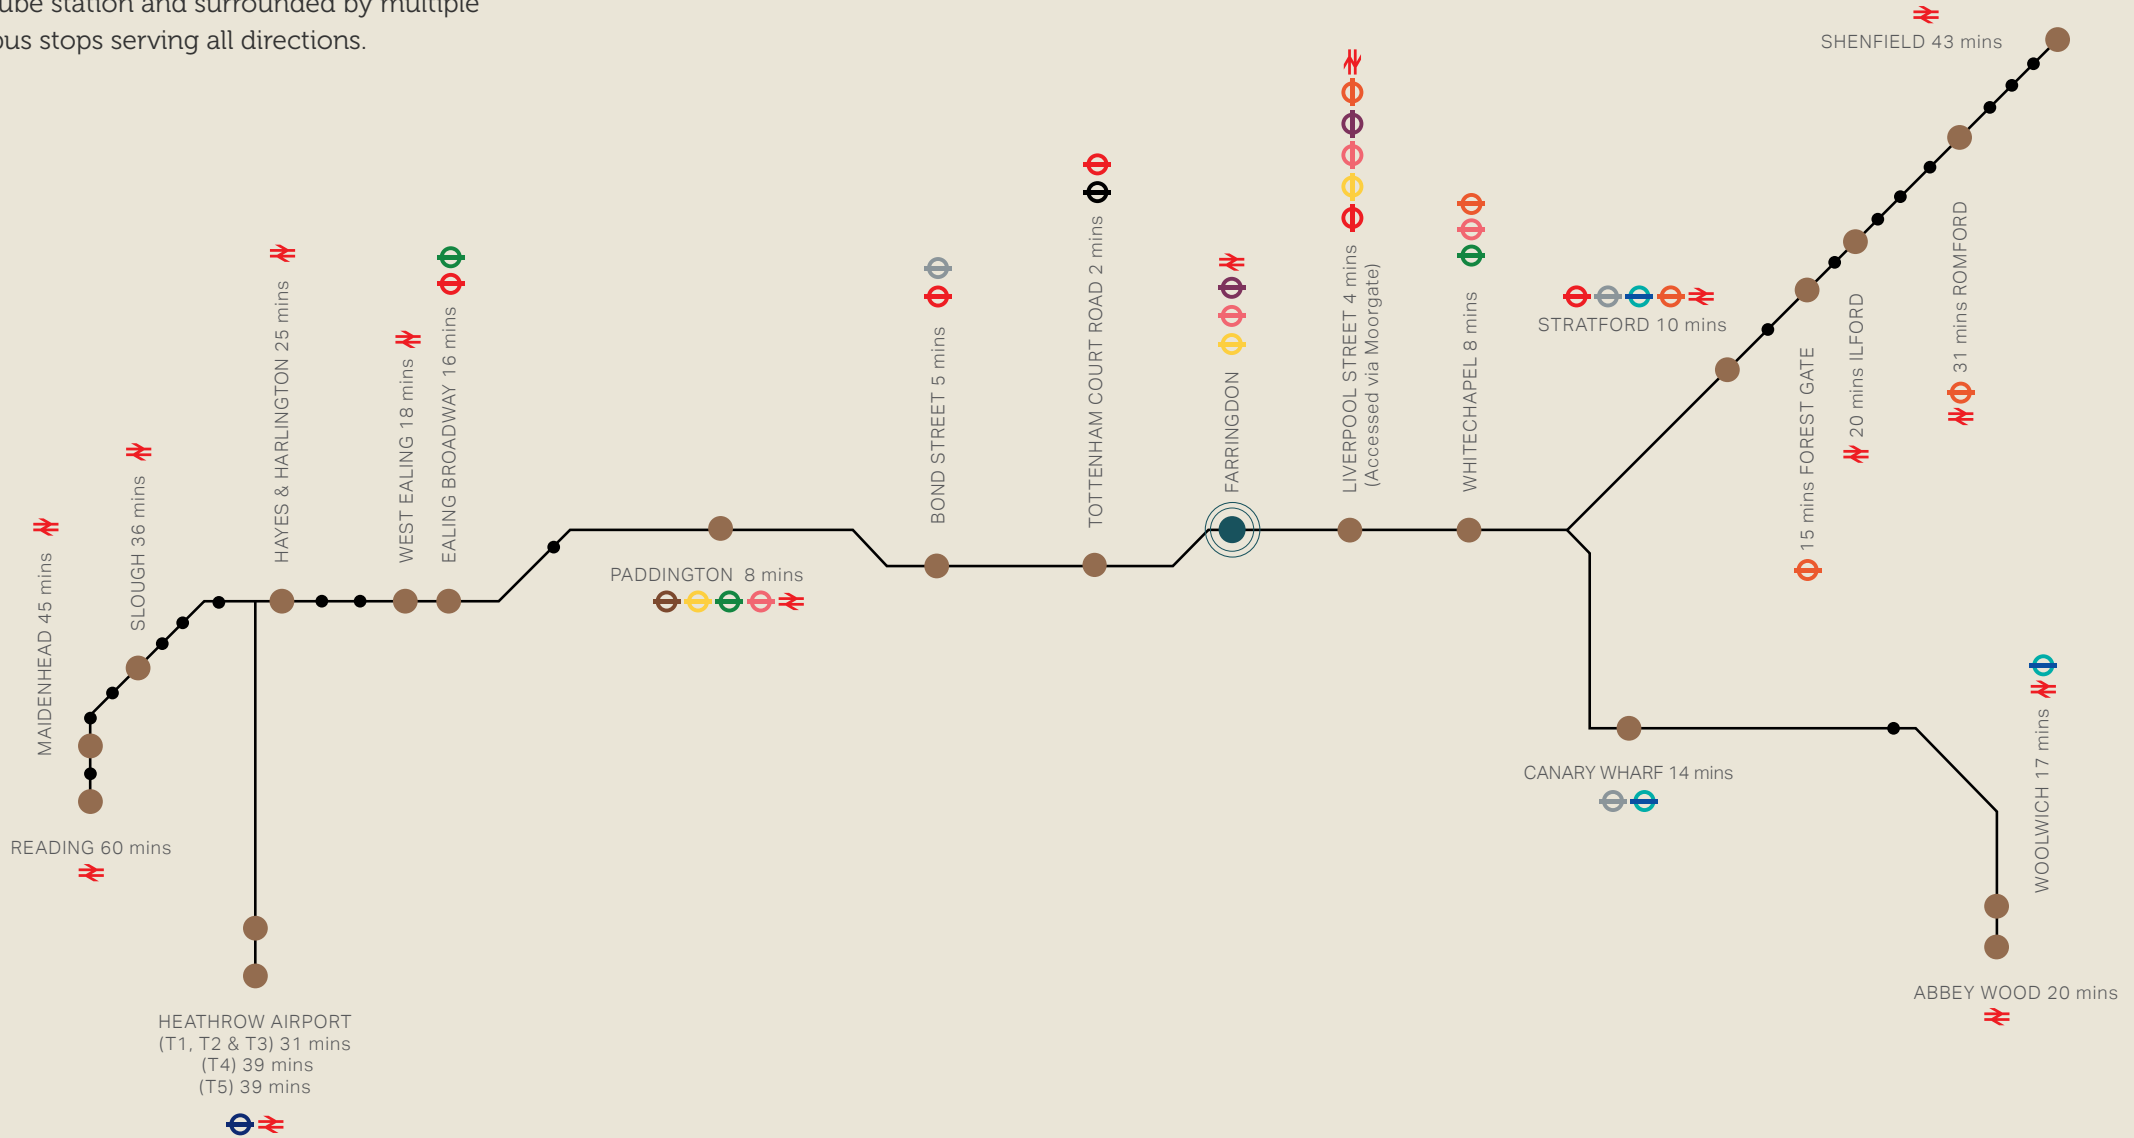 ube station and surrounded by multiple
bus stops serving all directions.
MAIDENHEAD 45 mins
SLOUGH 36 mins
HAYES & HARLINGTON 25 mins
WEST EALING 18 mins
EALING BROADWAY 16 mins
PADDINGTON 8 mins
BOND STREET 5 mins
TOTTENHAM COURT ROAD 2 mins
FARRINGDON
LIVERPOOL STREET 4 mins
(Accessed via Moorgate)
WHITECHAPEL 8 mins
STRATFORD 10 mins
15 mins FOREST GATE
20 mins ILFORD
31 mins ROMFORD
SHENFIELD 43 mins
CANARY WHARF 14 mins
WOOLWICH 17 mins
ABBEY WOOD 20 mins
READING 60 mins
HEATHROW AIRPORT
(T1, T2 & T3) 31 mins
(T4) 39 mins
(T5) 39 mins